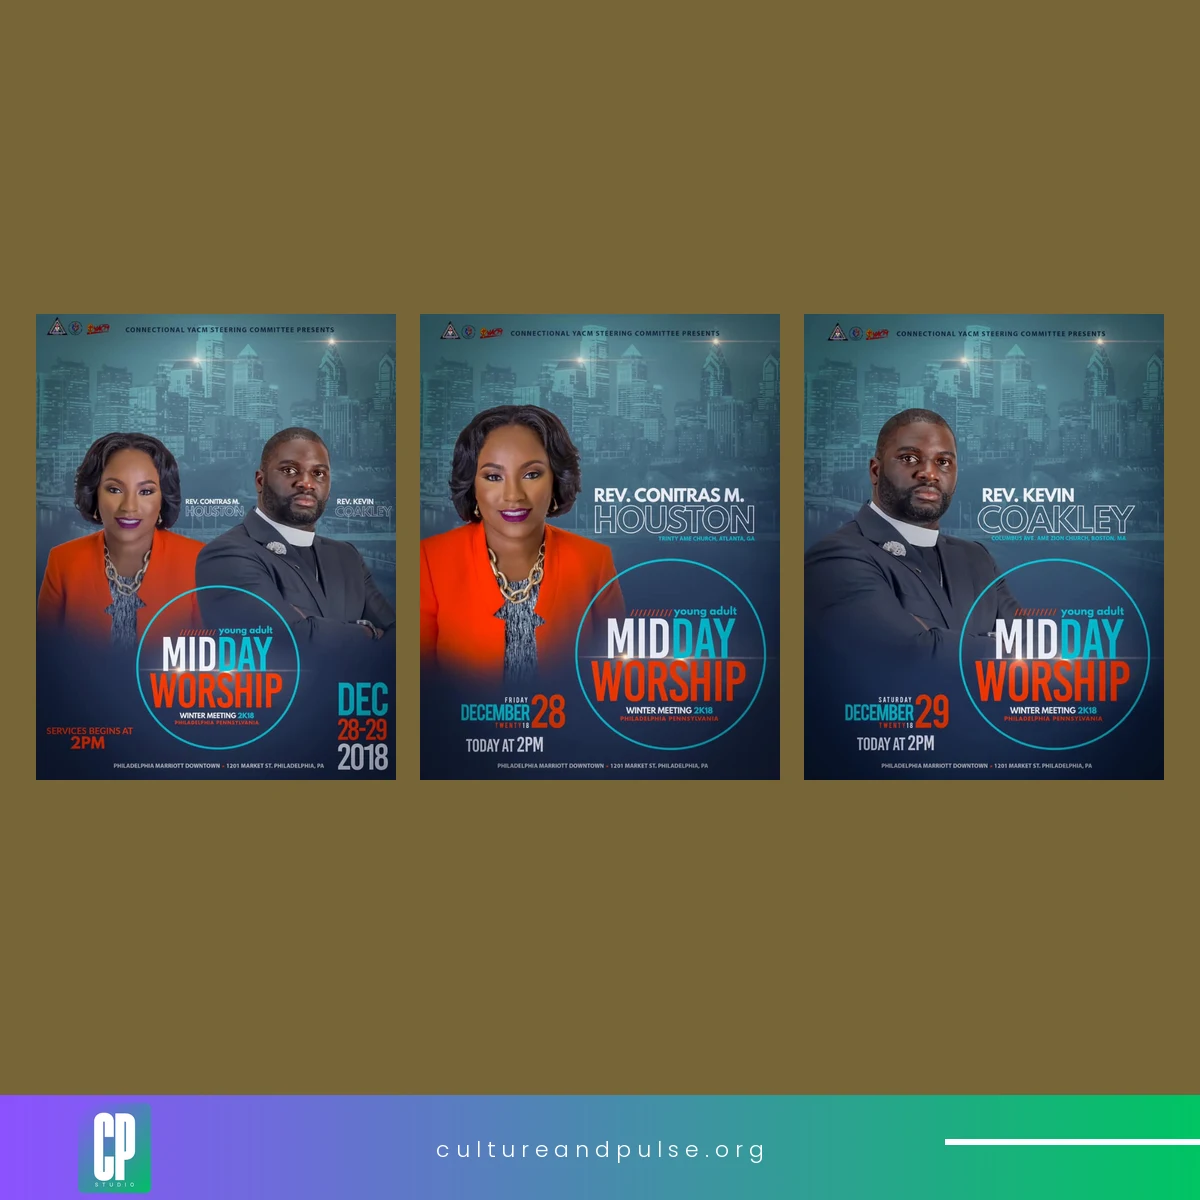 CONNECTIONAL YACM STEERING COMMITTEE PRESENTS
REV. CONITRAS M.
HOUSTON
REV. KEVIN
COAKLEY
young adult
MIDDAY
WORSHIP
WINTER MEETING 2K18
PHILADELPHIA PENNSYLVANIA
SERVICES BEGINS AT
2PM
DEC
28-29
2018
PHILADELPHIA MARRIOTT DOWNTOWN - 1201 MARKET ST. PHILADELPHIA, PA
CONNECTIONAL YACM STEERING COMMITTEE PRESENTS
REV. CONITRAS M.
HOUSTON
TRINTY AME CHURCH, ATLANTA, GA
young adult
MIDDAY
WORSHIP
WINTER MEETING 2K18
PHILADELPHIA PENNSYLVANIA
FRIDAY
DECEMBER 28
TWENTY18
TODAY AT 2PM
PHILADELPHIA MARRIOTT DOWNTOWN - 1201 MARKET ST. PHILADELPHIA, PA
CONNECTIONAL YACM STEERING COMMITTEE PRESENTS
REV. KEVIN
COAKLEY
COLUMBUS AVE. AME ZION CHURCH, BOSTON, MA
young adult
MIDDAY
WORSHIP
WINTER MEETING 2K18
PHILADELPHIA PENNSYLVANIA
SATURDAY
DECEMBER 29
TWENTY18
TODAY AT 2PM
PHILADELPHIA MARRIOTT DOWNTOWN - 1201 MARKET ST. PHILADELPHIA, PA
CP
STUDIO
cultureandpulse.org